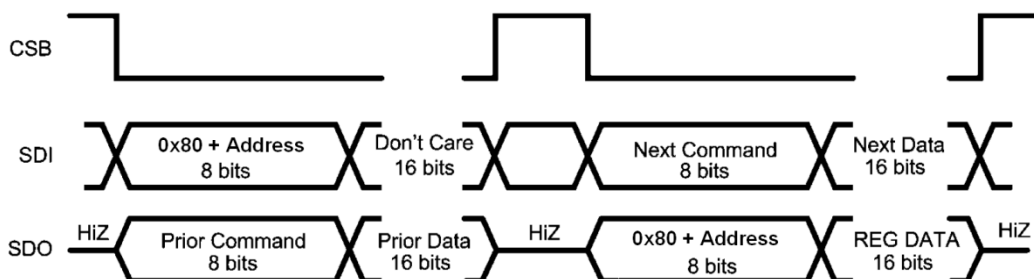 CSB
SDI
0x80 + Address
8 bits
Don't Care
16 bits
Next Command
8 bits
Next Data
16 bits
SDO
HiZ
Prior Command
8 bits
Prior Data
16 bits
HiZ
0x80 + Address
8 bits
REG DATA
16 bits
HiZ